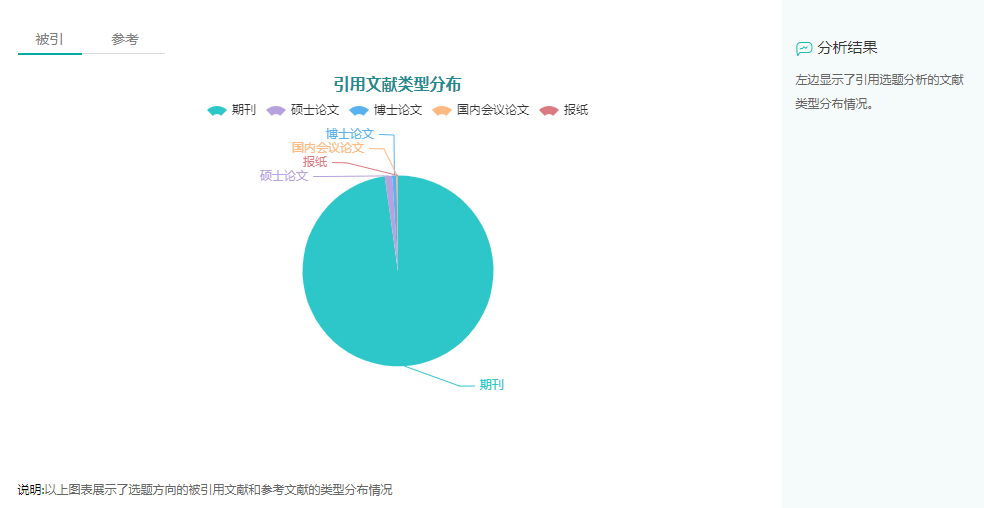 被引 参考
引用文献类型分布
期刊 硕士论文 博士论文 国内会议论文 报纸
博士论文
国内会议论文
报纸
硕士论文
期刊
说明:以上图表展示了选题方向的被引用文献和参考文献的类型分布情况
分析结果
左边显示了引用选题分析的文献
类型分布情况。